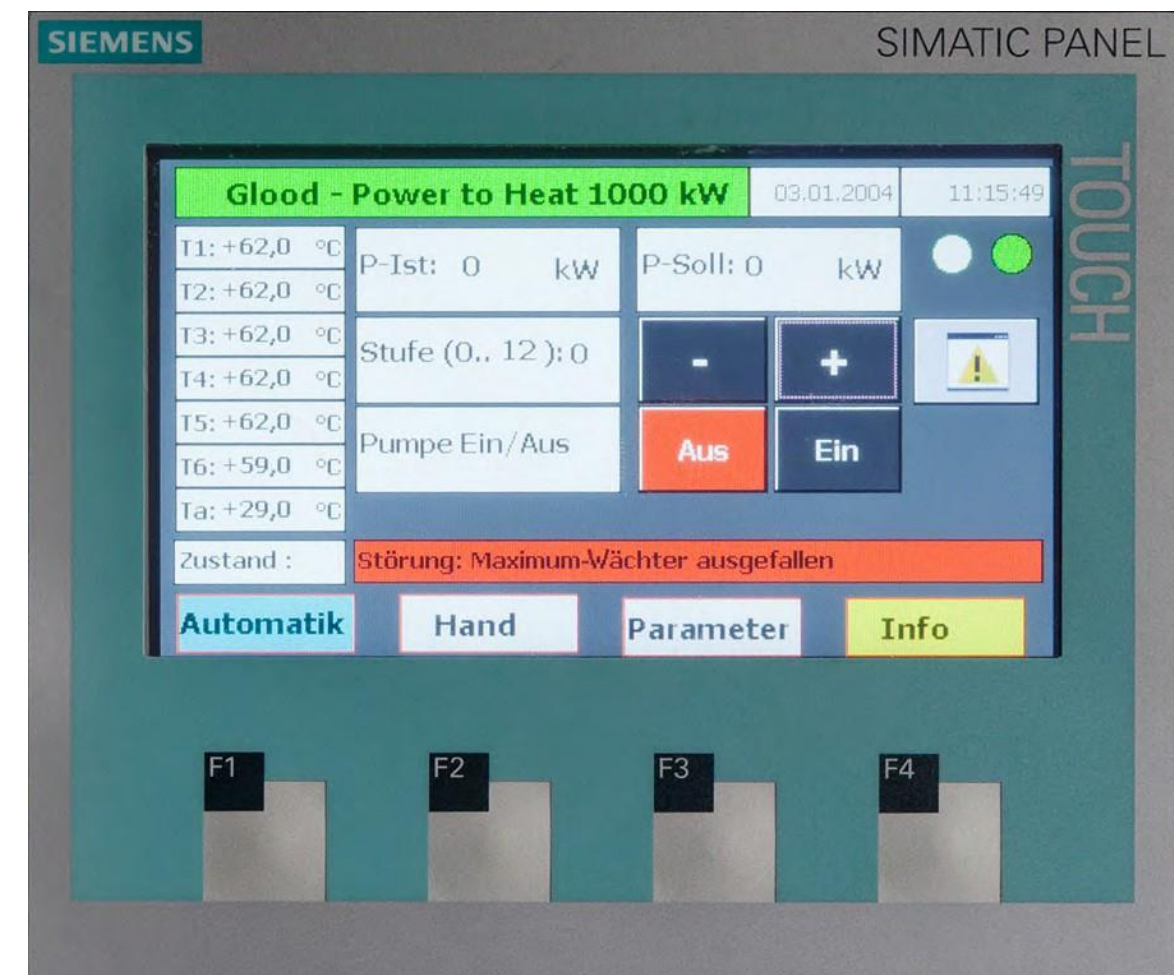 SIEMENS
SIMATIC PANEL
TOUCH
Glood - Power to Heat 1000 kW 03.01.2004 11:15:49
T1: +62,0 °C
T2: +62,0 °C
T3: +62,0 °C
T4: +62,0 °C
T5: +62,0 °C
T6: +59,0 °C
Ta: +29,0 °C
P-Ist: 0 kW
P-Soll: 0 kW
Stufe (0.. 12 ): 0
- +
Pumpe Ein/Aus
Aus Ein
Zustand : Störung: Maximum-Wächter ausgefallen
Automatik Hand Parameter Info
F1 F2 F3 F4